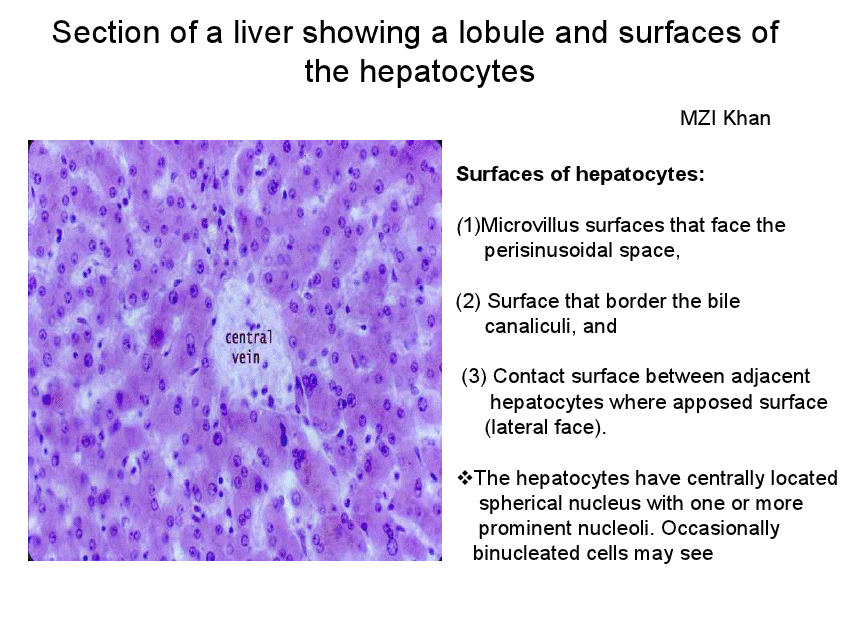 Section of a liver showing a lobule and surfaces of
the hepatocytes
MZI Khan
central
vein
Surfaces of hepatocytes:
(1)Microvillus surfaces that face the
perisinusoidal space,
(2) Surface that border the bile
canaliculi, and
(3) Contact surface between adjacent
hepatocytes where apposed surface
(lateral face).
❖The hepatocytes have centrally located
spherical nucleus with one or more
prominent nucleoli. Occasionally
binucleated cells may see